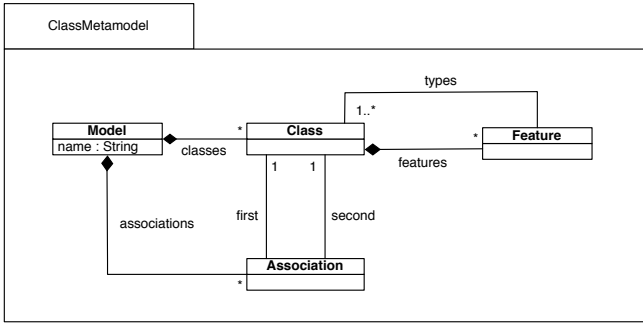 ClassMetamodel
types
1..*
Model
name : String
*
classes
Class
*
features
Feature
1
1
associations
first
second
Association
*